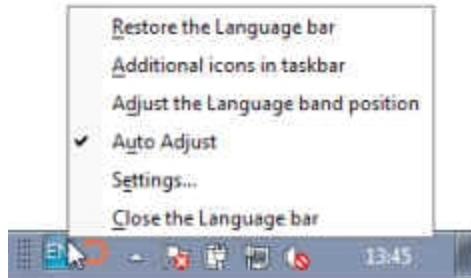 Restore the Language bar
Additional icons in taskbar
Adjust the Language band position
Auto Adjust
Settings...
Close the Language bar
EN
13:45